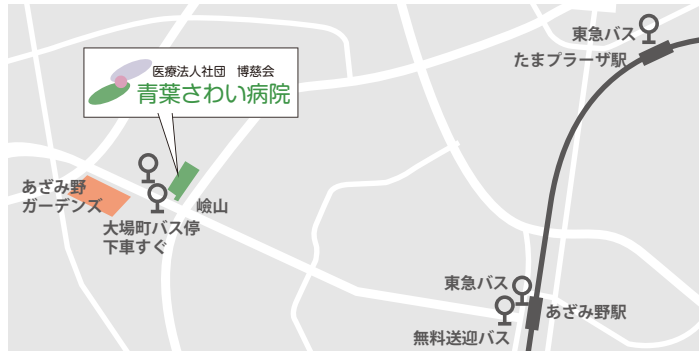 東急バス
たまプラーザ駅
医療法人社団 博慈会
青葉さわい病院
あざみ野
ガーデンズ
嶮山
大場町バス停
下車すぐ
東急バス
あざみ野駅
無料送迎バス